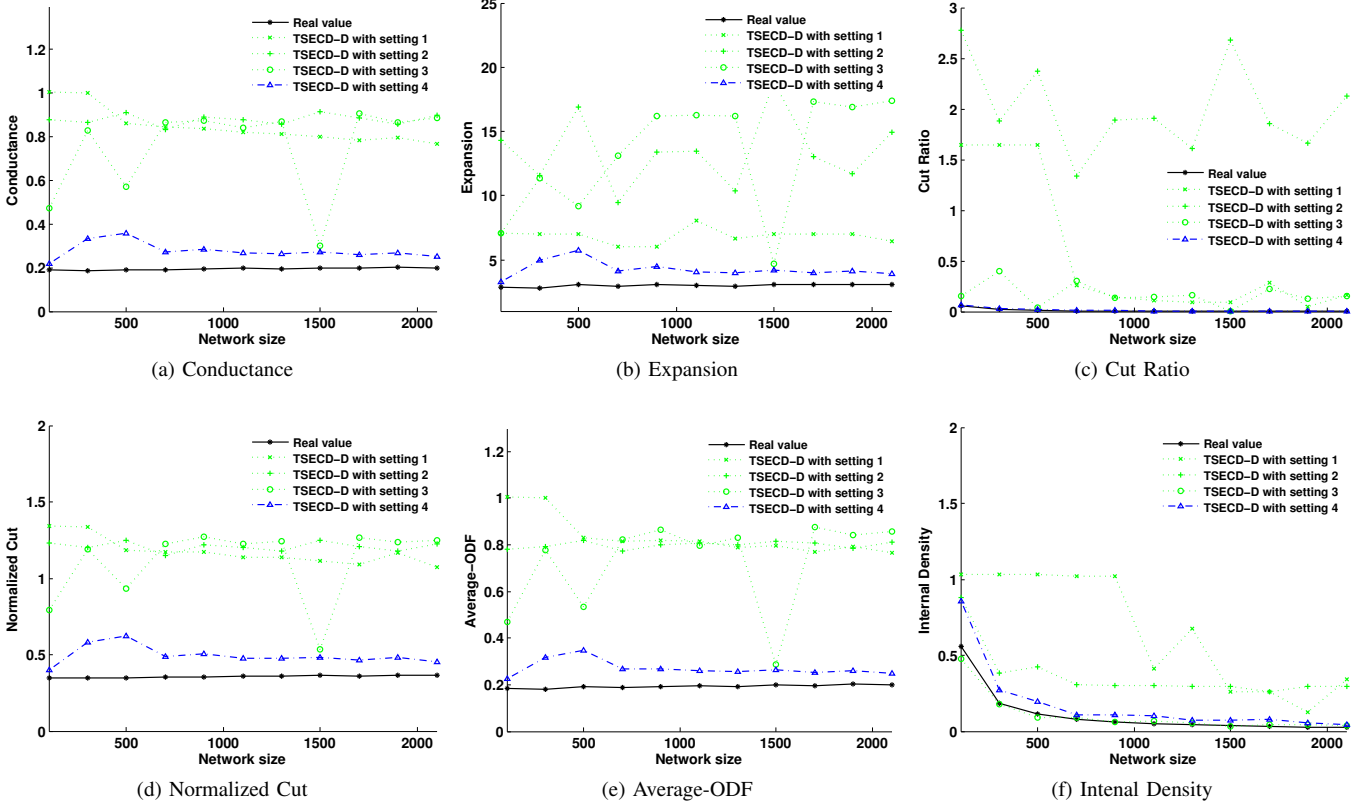 Real value
TSECD-D with setting 1
TSECD-D with setting 2
TSECD-D with setting 3
TSECD-D with setting 4
1.2
1
0.8
0.6
0.4
0.2
0
Conductance
500
1000
1500
2000
Network size
(a) Conductance
Real value
TSECD-D with setting 1
TSECD-D with setting 2
TSECD-D with setting 3
TSECD-D with setting 4
25
20
15
10
5
Expansion
500
1000
1500
2000
Network size
(b) Expansion
3
2.5
2
1.5
1
0.5
0
Cut Ratio
Real value
TSECD-D with setting 1
TSECD-D with setting 2
TSECD-D with setting 3
TSECD-D with setting 4
500
1000
1500
2000
Network size
(c) Cut Ratio
Real value
TSECD-D with setting 1
TSECD-D with setting 2
TSECD-D with setting 3
TSECD-D with setting 4
2
1.5
1
0.5
0
Normalized Cut
500
1000
1500
2000
Network size
(d) Normalized Cut
Real value
TSECD-D with setting 1
TSECD-D with setting 2
TSECD-D with setting 3
TSECD-D with setting 4
1.2
1
0.8
0.6
0.4
0.2
0
Average-ODF
500
1000
1500
2000
Network size
(e) Average-ODF
Real value
TSECD-D with setting 1
TSECD-D with setting 2
TSECD-D with setting 3
TSECD-D with setting 4
2
1.5
1
0.5
0
Internal Density
500
1000
1500
2000
Network size
(f) Intenal Density